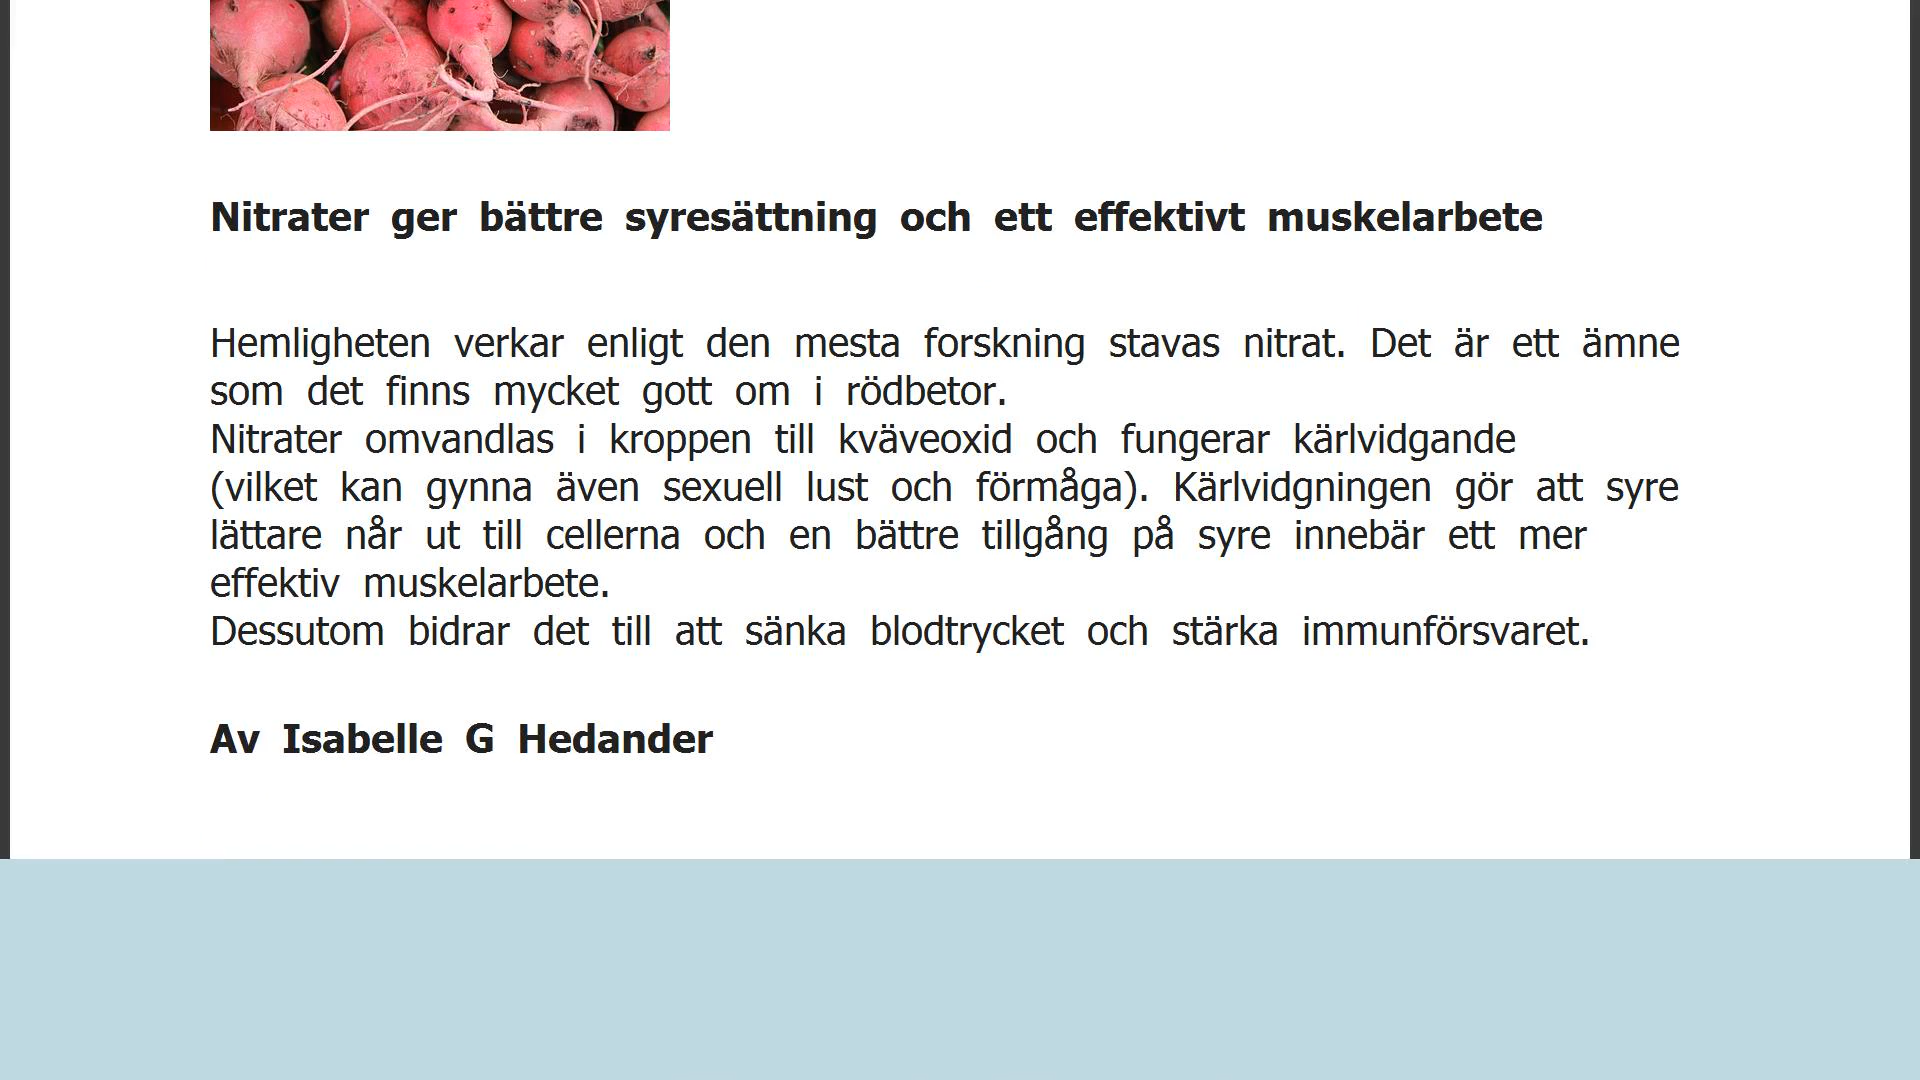 Nitrater ger bättre syresättning och ett effektivt muskelarbete
Hemligheten verkar enligt den mesta forskning stavas nitrat. Det är ett ämne
som det finns mycket gott om i rödbetor.
Nitrater omvandlas i kroppen till kväveoxid och fungerar kärlvidgande
(vilket kan gynna även sexuell lust och förmåga). Kärlvidgningen gör att syre
lättare når ut till cellerna och en bättre tillgång på syre innebär ett mer
effektiv muskelarbete.
Dessutom bidrar det till att sänka blodtrycket och stärka immunförsvaret.
Av Isabelle G Hedander